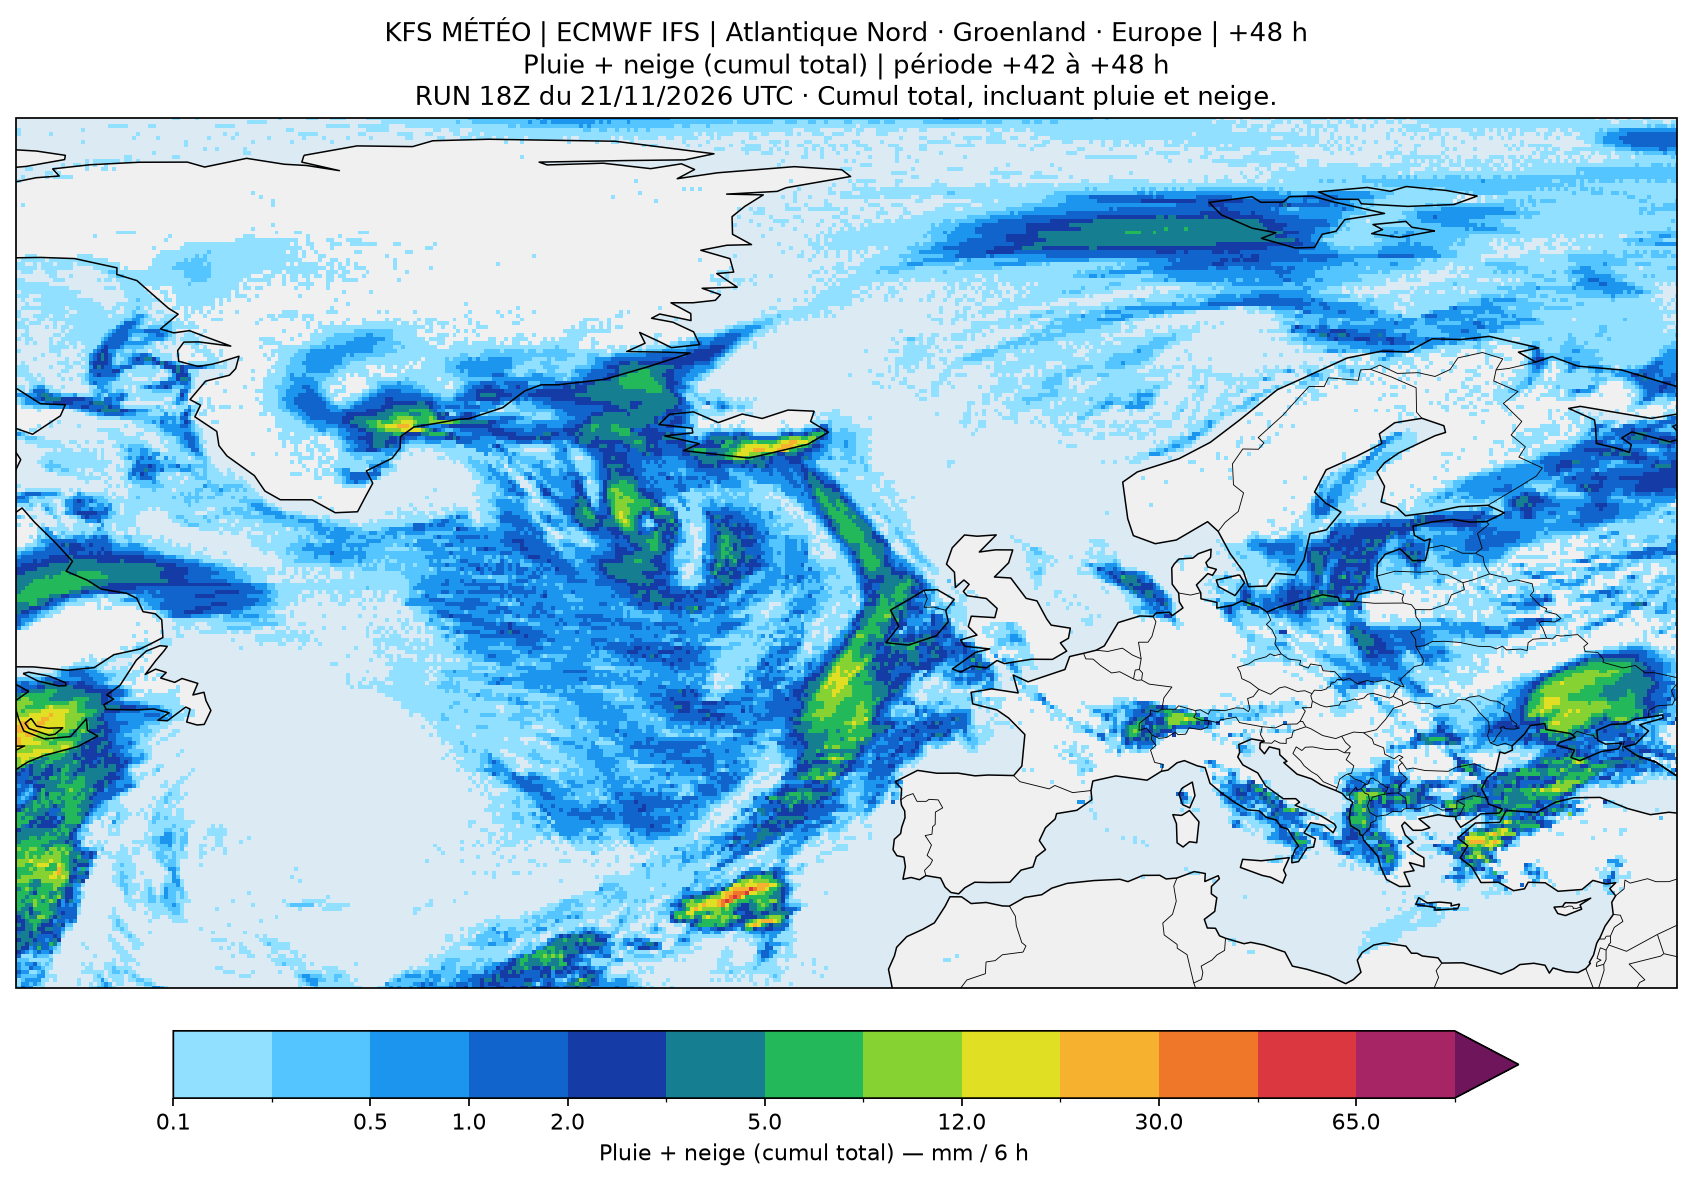 KFS MÉTÉO | ECMWF IFS | Atlantique Nord · Groenland · Europe | +48 h
Pluie + neige (cumul total) | période +42 à +48 h
RUN 18Z du 21/11/2026 UTC · Cumul total, incluant pluie et neige.
0.1 0.5 1.0 2.0 5.0 12.0 30.0 65.0
Pluie + neige (cumul total) — mm / 6 h